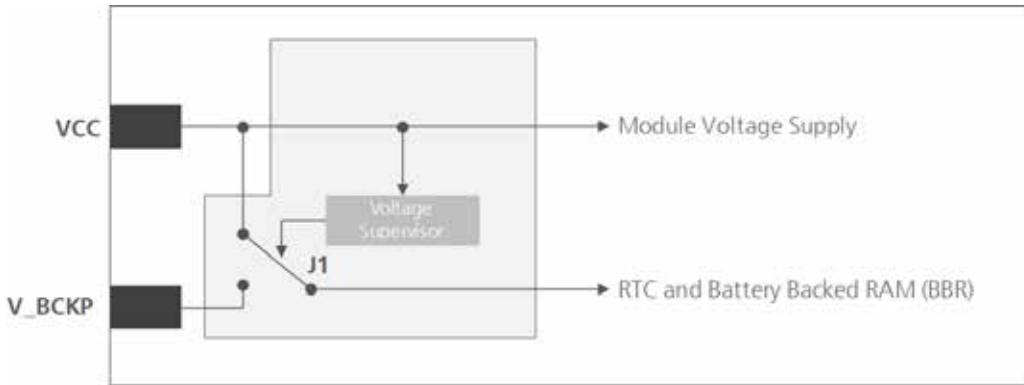 VCC
Module Voltage Supply
Voltage
Supervisor
J1
V_BCKP
RTC and Battery Backed RAM (BBR)